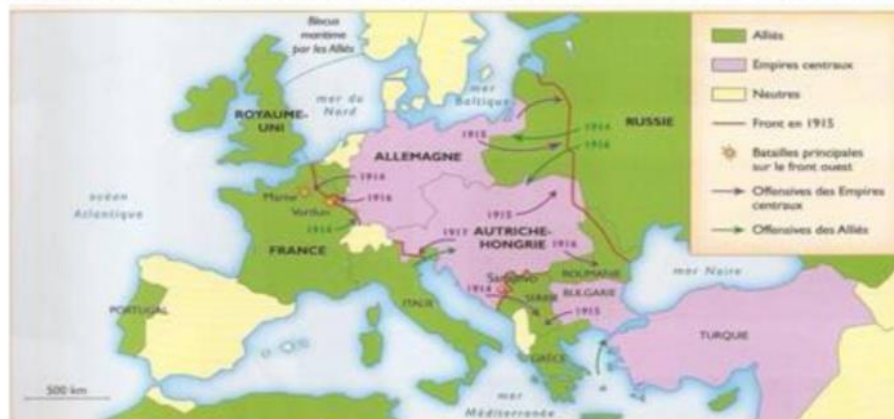 Blocus
maritime
par les Alliés
mer du
Nord
mer
Baltique
ROYAUME-
UNI
RUSSIE
ALLEMAGNE
1915
1914
1914
1914
1916
Marne
Verdun
océan
Atlantique
FRANCE
1914
1917
1915
AUTRICHE-
HONGRIE
1916
Sarajevo
1914
ROUMANIE
SERBIE
BULGARIE
1915
mer Noire
PORTUGAL
ITALIE
GRÈCE
TURQUIE
500 km
mer
Méditerranée
Alliés
Empires centraux
Neutres
Front en 1915
Batailles principales
sur le front ouest
Offensives des Empires
centraux
Offensives des Alliés